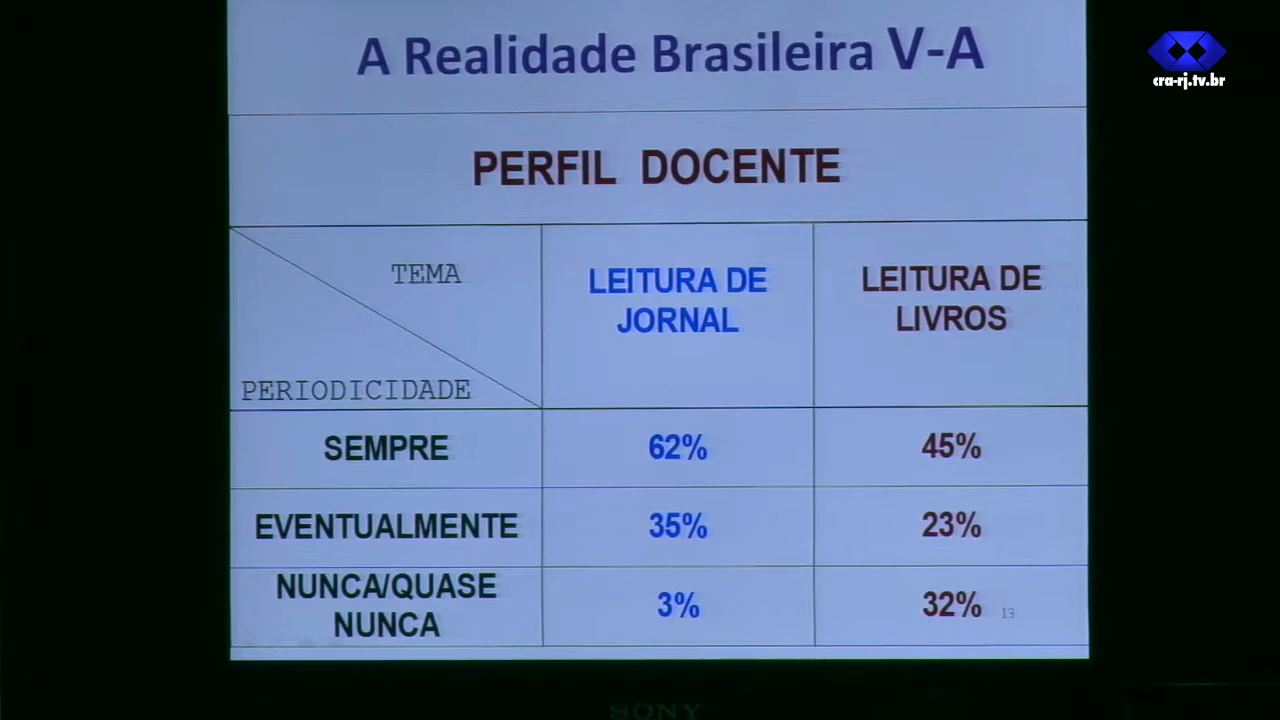 A Realidade Brasileira V-A
cra-rj.tv.br
PERFIL DOCENTE
TEMA
PERIODICIDADE
LEITURA DE
JORNAL
LEITURA DE
LIVROS
SEMPRE
62%
45%
EVENTUALMENTE
35%
23%
NUNCA/QUASE
NUNCA
3%
32%
13
SONY